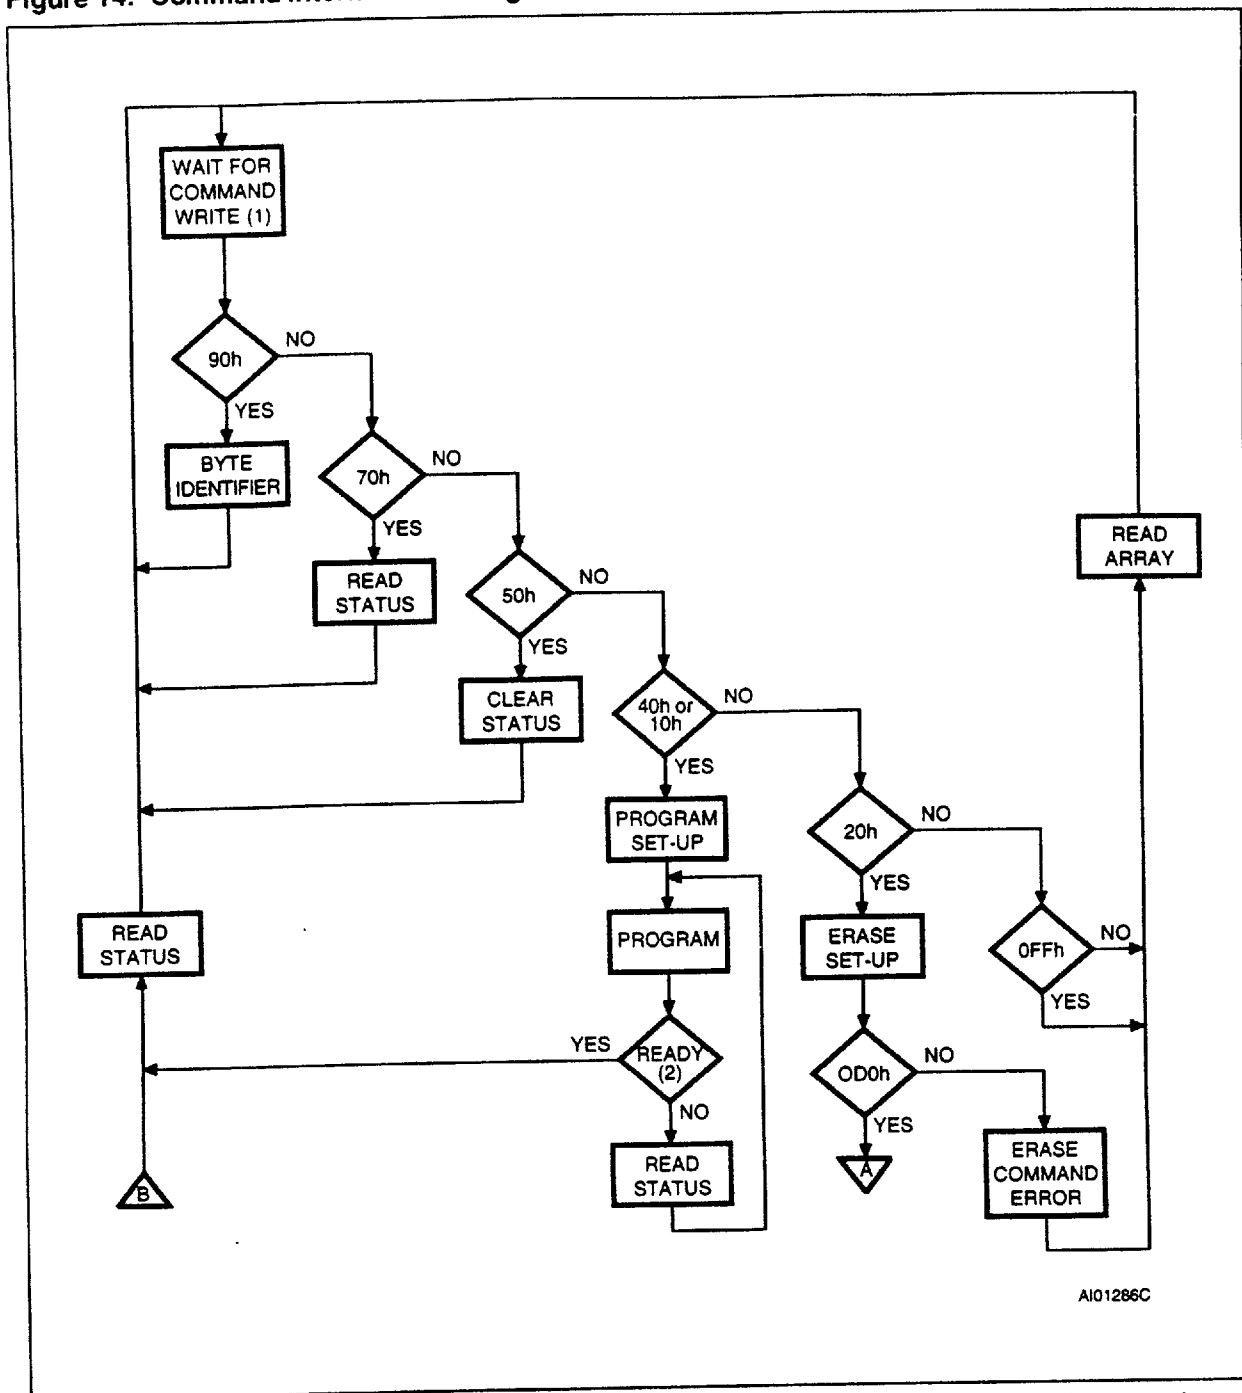 Figure 14. Command
WAIT FOR
COMMAND
WRITE (1)
90h
NO
YES
BYTE
IDENTIFIER
70h
NO
YES
READ
STATUS
50h
NO
YES
CLEAR
STATUS
40h or
10h
NO
YES
PROGRAM
SET-UP
PROGRAM
READY
(2)
YES
NO
READ
STATUS
20h
NO
YES
ERASE
SET-UP
OD0h
NO
YES
A
ERASE
COMMAND
ERROR
0FFh
NO
YES
READ
ARRAY
READ
STATUS
B
AI01286C